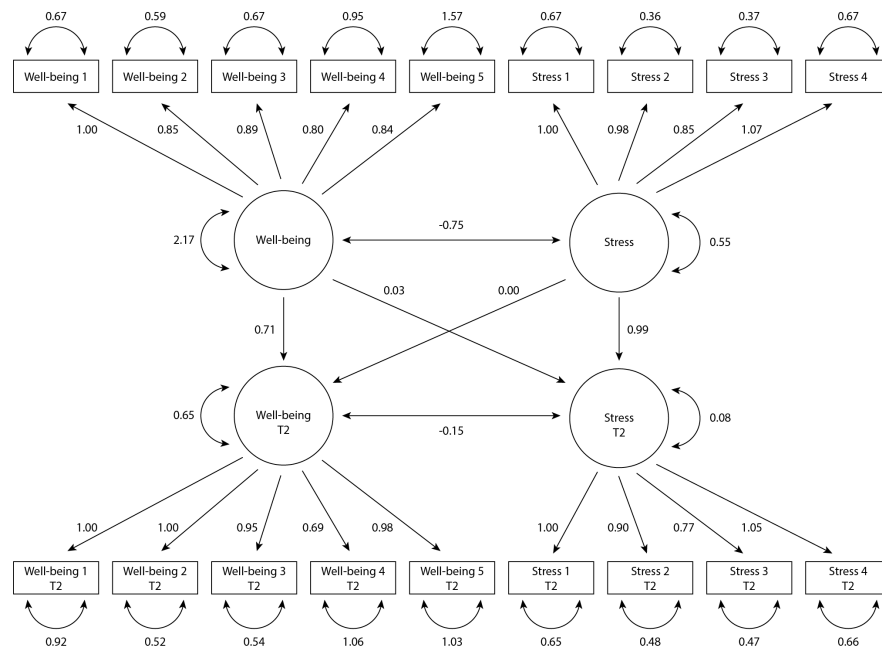 0.67 0.59 0.67 0.95 1.57 0.67 0.36 0.37 0.67
Well-being 1 Well-being 2 Well-being 3 Well-being 4 Well-being 5 Stress 1 Stress 2 Stress 3 Stress 4
1.00 0.85 0.89 0.80 0.84 1.00 0.98 0.85 1.07
2.17 Well-being -0.75 Stress 0.55
0.03 0.00
0.71 0.99
0.65 Well-being -0.15 Stress 0.08
T2 T2
1.00 1.00 0.95 0.69 0.98 1.00 0.90 0.77 1.05
Well-being 1 Well-being 2 Well-being 3 Well-being 4 Well-being 5 Stress 1 Stress 2 Stress 3 Stress 4
T2 T2 T2 T2 T2 T2 T2 T2 T2
0.92 0.52 0.54 1.06 1.03 0.65 0.48 0.47 0.66